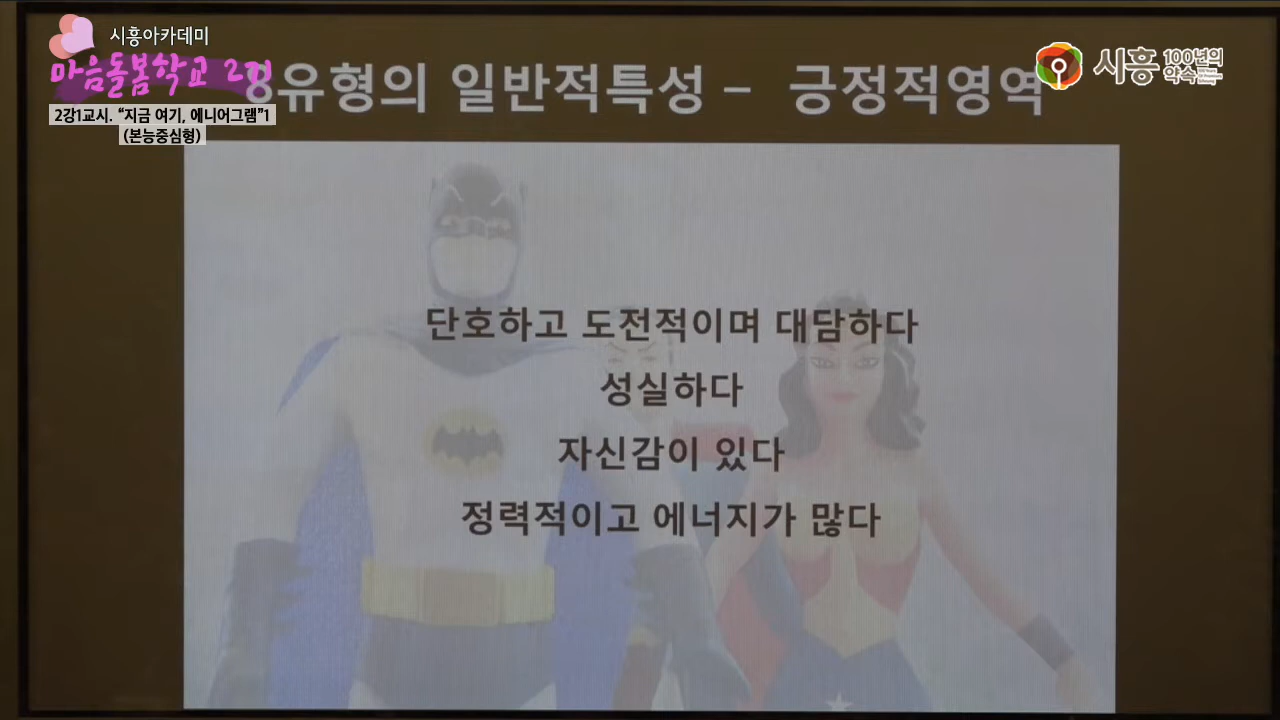 시흥아카데미
마음돌봄학교 2기
2강1교시. "지금 여기, 에니어그램"1
(본능중심형)
시흥 100년의
약속
8유형의 일반적특성 - 긍정적영역
단호하고 도전적이며 대담하다
성실하다
자신감이 있다
정력적이고 에너지가 많다